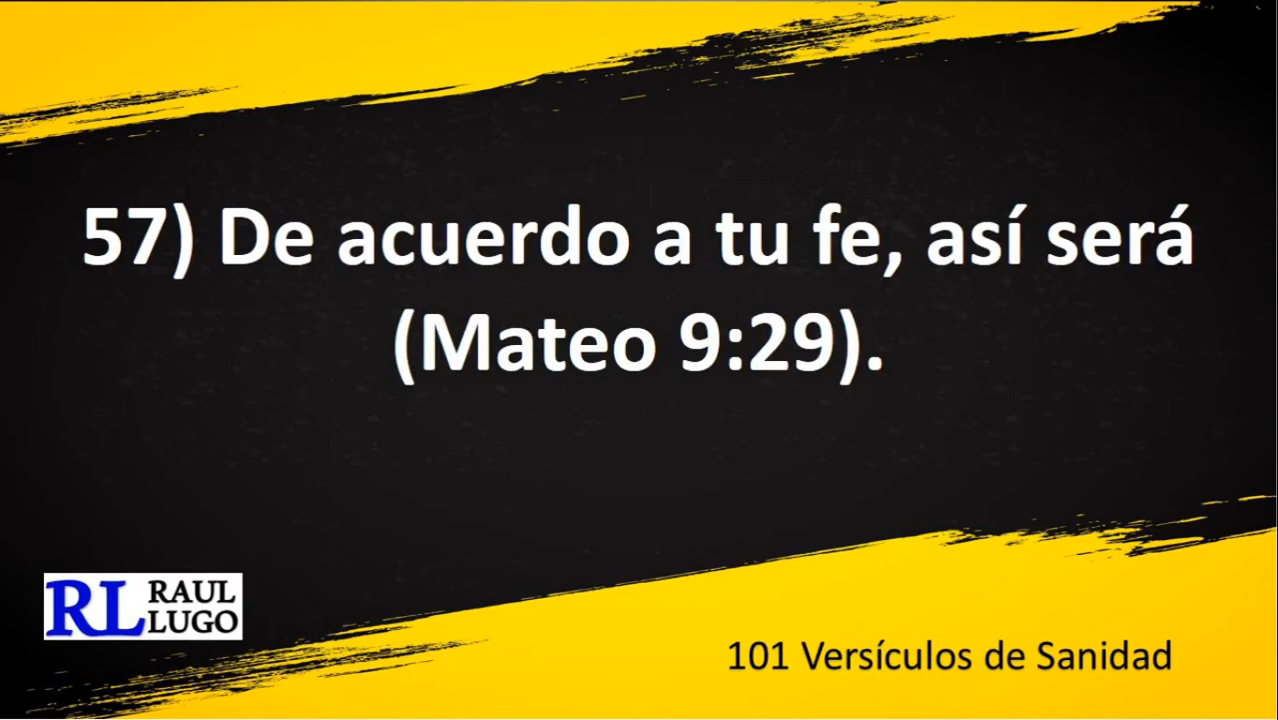 57) De acuerdo a tu fe, así será
(Mateo 9:29).
RL RAUL
LUGO
101 Versículos de Sanidad